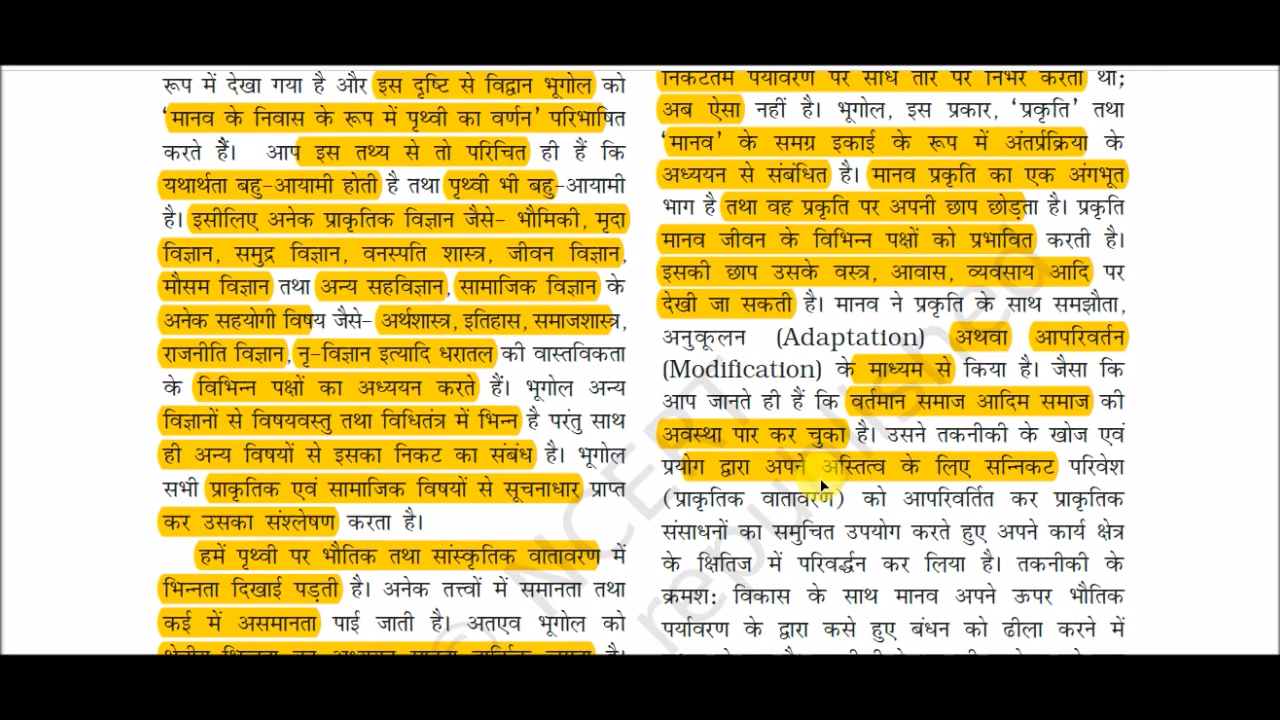 रूप में देखा गया है और इस दृष्टि से विद्वान भूगोल को
‘मानव के निवास के रूप में पृथ्वी का वर्णन’ परिभाषित
करते हैं। आप इस तथ्य से तो परिचित ही हैं कि
यथार्थता बहु-आयामी होती है तथा पृथ्वी भी बहु-आयामी
है। इसीलिए अनेक प्राकृतिक विज्ञान जैसे- भौमिकी, मृदा
विज्ञान, समुद्र विज्ञान, वनस्पति शास्त्र, जीवन विज्ञान,
मौसम विज्ञान तथा अन्य सहविज्ञान, सामाजिक विज्ञान के
अनेक सहयोगी विषय जैसे- अर्थशास्त्र, इतिहास, समाजशास्त्र,
राजनीति विज्ञान, नृ-विज्ञान इत्यादि धरातल की वास्तविकता
के विभिन्न पक्षों का अध्ययन करते हैं। भूगोल अन्य
विज्ञानों से विषयवस्तु तथा विधितंत्र में भिन्न है परंतु साथ
ही अन्य विषयों से इसका निकट का संबंध है। भूगोल
सभी प्राकृतिक एवं सामाजिक विषयों से सूचनाधार प्राप्त
कर उसका संश्लेषण करता है।
हमें पृथ्वी पर भौतिक तथा सांस्कृतिक वातावरण में
भिन्नता दिखाई पड़ती है। अनेक तत्त्वों में समानता तथा
कई में असमानता पाई जाती है। अतएव भूगोल को
निकटतम पर्यावरण पर सीधे तौर पर निर्भर करता था;
अब ऐसा नहीं है। भूगोल, इस प्रकार, ‘प्रकृति’ तथा
‘मानव’ के समग्र इकाई के रूप में अंतर्प्रक्रिया के
अध्ययन से संबंधित है। मानव प्रकृति का एक अंगभूत
भाग है तथा वह प्रकृति पर अपनी छाप छोड़ता है। प्रकृति
मानव जीवन के विभिन्न पक्षों को प्रभावित करती है।
इसकी छाप उसके वस्त्र, आवास, व्यवसाय आदि पर
देखी जा सकती है। मानव ने प्रकृति के साथ समझौता,
अनुकूलन (Adaptation) अथवा आपरिवर्तन
(Modification) के माध्यम से किया है। जैसा कि
आप जानते ही हैं कि वर्तमान समाज आदिम समाज की
अवस्था पार कर चुका है। उसने तकनीकी के खोज एवं
प्रयोग द्वारा अपने अस्तित्व के लिए सन्निकट परिवेश
(प्राकृतिक वातावरण) को आपरिवर्तित कर प्राकृतिक
संसाधनों का समुचित उपयोग करते हुए अपने कार्य क्षेत्र
के क्षितिज में परिवर्द्धन कर लिया है। तकनीकी के
क्रमश: विकास के साथ मानव अपने ऊपर भौतिक
पर्यावरण के द्वारा कसे हुए बंधन को ढीला करने में
© NCERT
republished